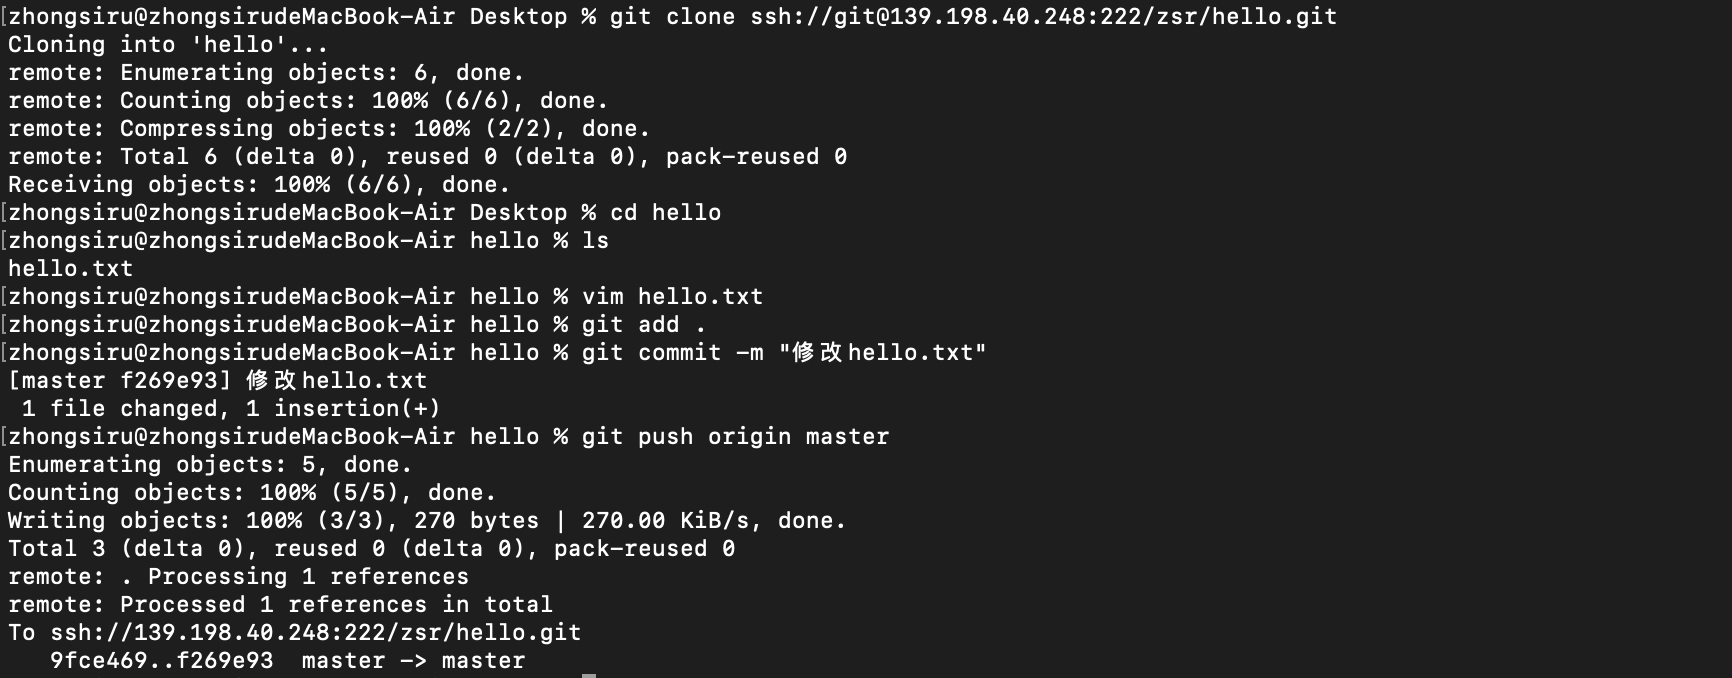 [zhongsiru@zhongsirudeMacBook-Air Desktop % git clone ssh://git@139.198.40.248:222/zsr/hello.git
Cloning into 'hello'...
remote: Enumerating objects: 6, done.
remote: Counting objects: 100% (6/6), done.
remote: Compressing objects: 100% (2/2), done.
remote: Total 6 (delta 0), reused 0 (delta 0), pack-reused 0
Receiving objects: 100% (6/6), done.
[zhongsiru@zhongsirudeMacBook-Air Desktop % cd hello
[zhongsiru@zhongsirudeMacBook-Air hello % ls
hello.txt
[zhongsiru@zhongsirudeMacBook-Air hello % vim hello.txt
[zhongsiru@zhongsirudeMacBook-Air hello % git add .
[zhongsiru@zhongsirudeMacBook-Air hello % git commit -m "修改hello.txt"
[master f269e93] 修改hello.txt
 1 file changed, 1 insertion(+)
[zhongsiru@zhongsirudeMacBook-Air hello % git push origin master
Enumerating objects: 5, done.
Counting objects: 100% (5/5), done.
Writing objects: 100% (3/3), 270 bytes | 270.00 KiB/s, done.
Total 3 (delta 0), reused 0 (delta 0), pack-reused 0
remote: . Processing 1 references
remote: Processed 1 references in total
To ssh://139.198.40.248:222/zsr/hello.git
   9fce469..f269e93  master -> master